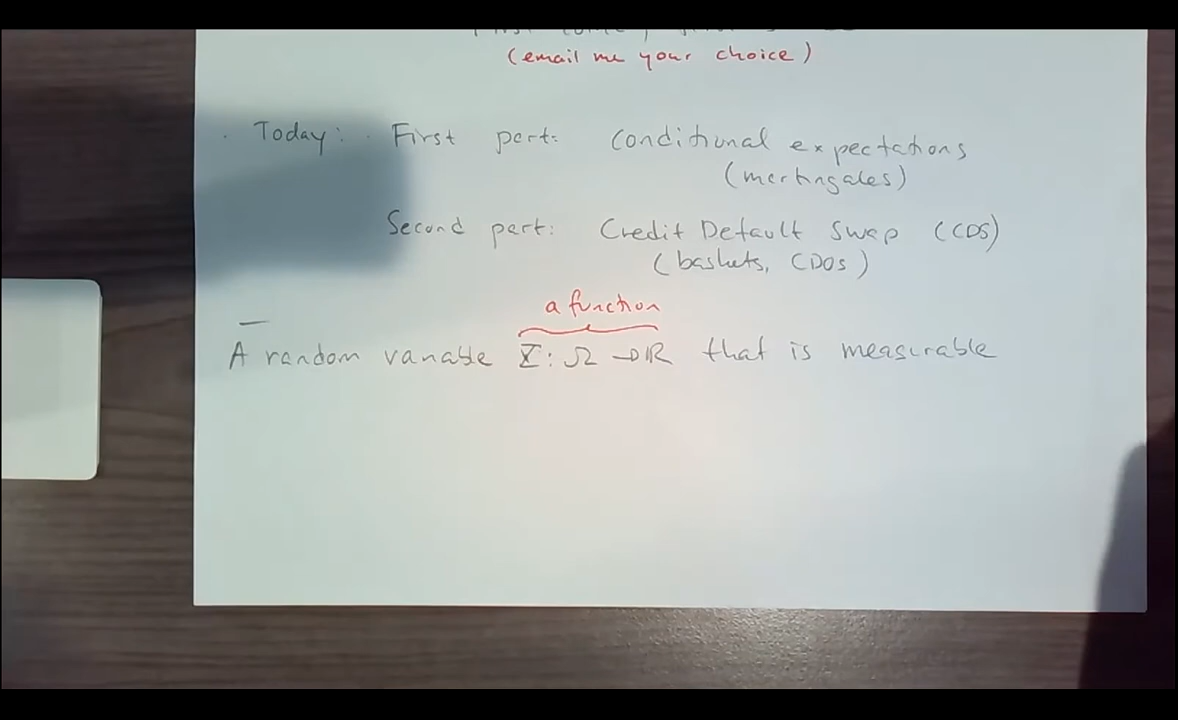 (email me your choice)
Today: First part: Conditional expectations
(martingales)
Second part: Credit Default Swap (CDS)
(baskets, CDOs)
a function
A random variable X: Ω → ℝ that is measurable